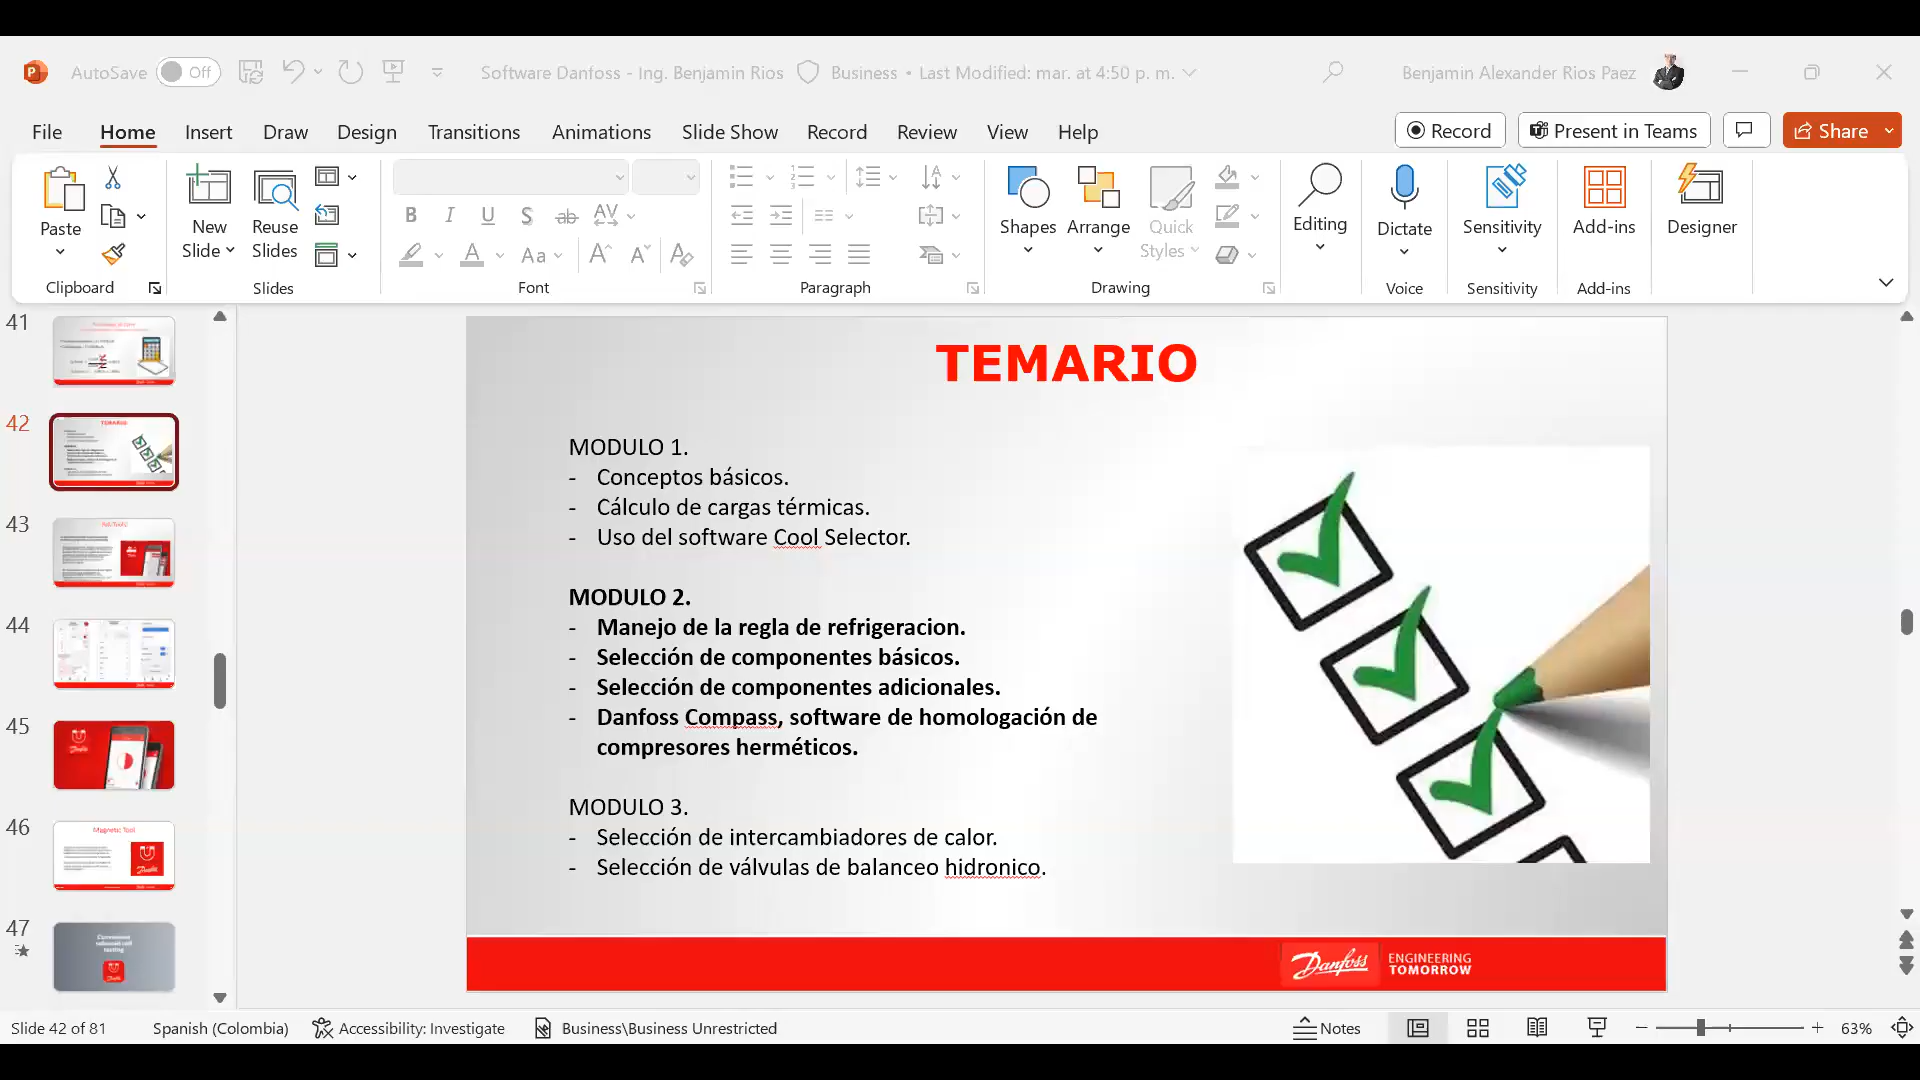 AutoSave Off Software Danfoss - Ing. Benjamin Rios Business • Last Modified: mar. at 4:50 p. m. Benjamin Alexander Rios Paez
File Home Insert Draw Design Transitions Animations Slide Show Record Review View Help Record Present in Teams Share
Paste New Slide Reuse Slides B I U S ab AV Aa A Shapes Arrange Quick Styles Editing Dictate Sensitivity Add-ins Designer
Clipboard Slides Font Paragraph Drawing Voice Sensitivity Add-ins
41
42
TEMARIO
43
44
45
46
Magnetic Tool
47
TEMARIO
MODULO 1.
- Conceptos básicos.
- Cálculo de cargas térmicas.
- Uso del software Cool Selector.
MODULO 2.
- Manejo de la regla de refrigeracion.
- Selección de componentes básicos.
- Selección de componentes adicionales.
- Danfoss Compass, software de homologación de
compresores herméticos.
MODULO 3.
- Selección de intercambiadores de calor.
- Selección de válvulas de balanceo hidronico.
Danfoss ENGINEERING
TOMORROW
Slide 42 of 81 Spanish (Colombia) Accessibility: Investigate Business\Business Unrestricted Notes 63%